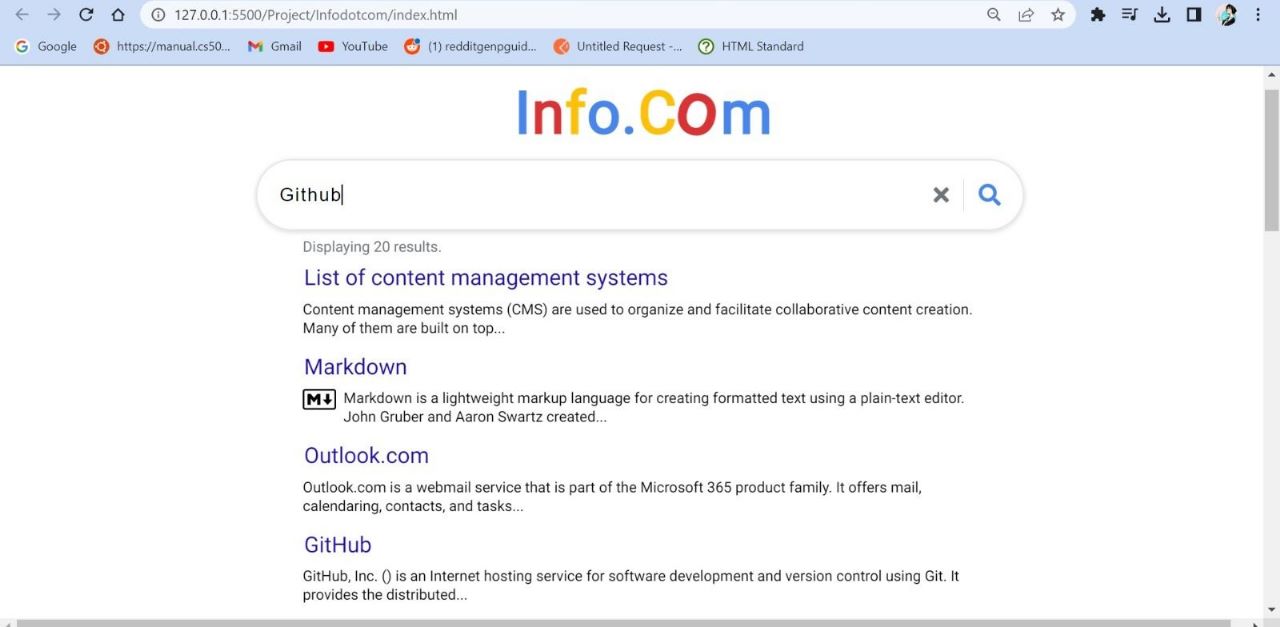 127.0.0.1:5500/Project/Infodotcom/index.html
Google https://manual.cs50... Gmail YouTube (1) redditgenpguid... Untitled Request -... HTML Standard
Info.Com
Github
Displaying 20 results.
List of content management systems
Content management systems (CMS) are used to organize and facilitate collaborative content creation.
Many of them are built on top...
Markdown
M Markdown is a lightweight markup language for creating formatted text using a plain-text editor.
John Gruber and Aaron Swartz created...
Outlook.com
Outlook.com is a webmail service that is part of the Microsoft 365 product family. It offers mail,
calendaring, contacts, and tasks...
GitHub
GitHub, Inc. () is an Internet hosting service for software development and version control using Git. It
provides the distributed...